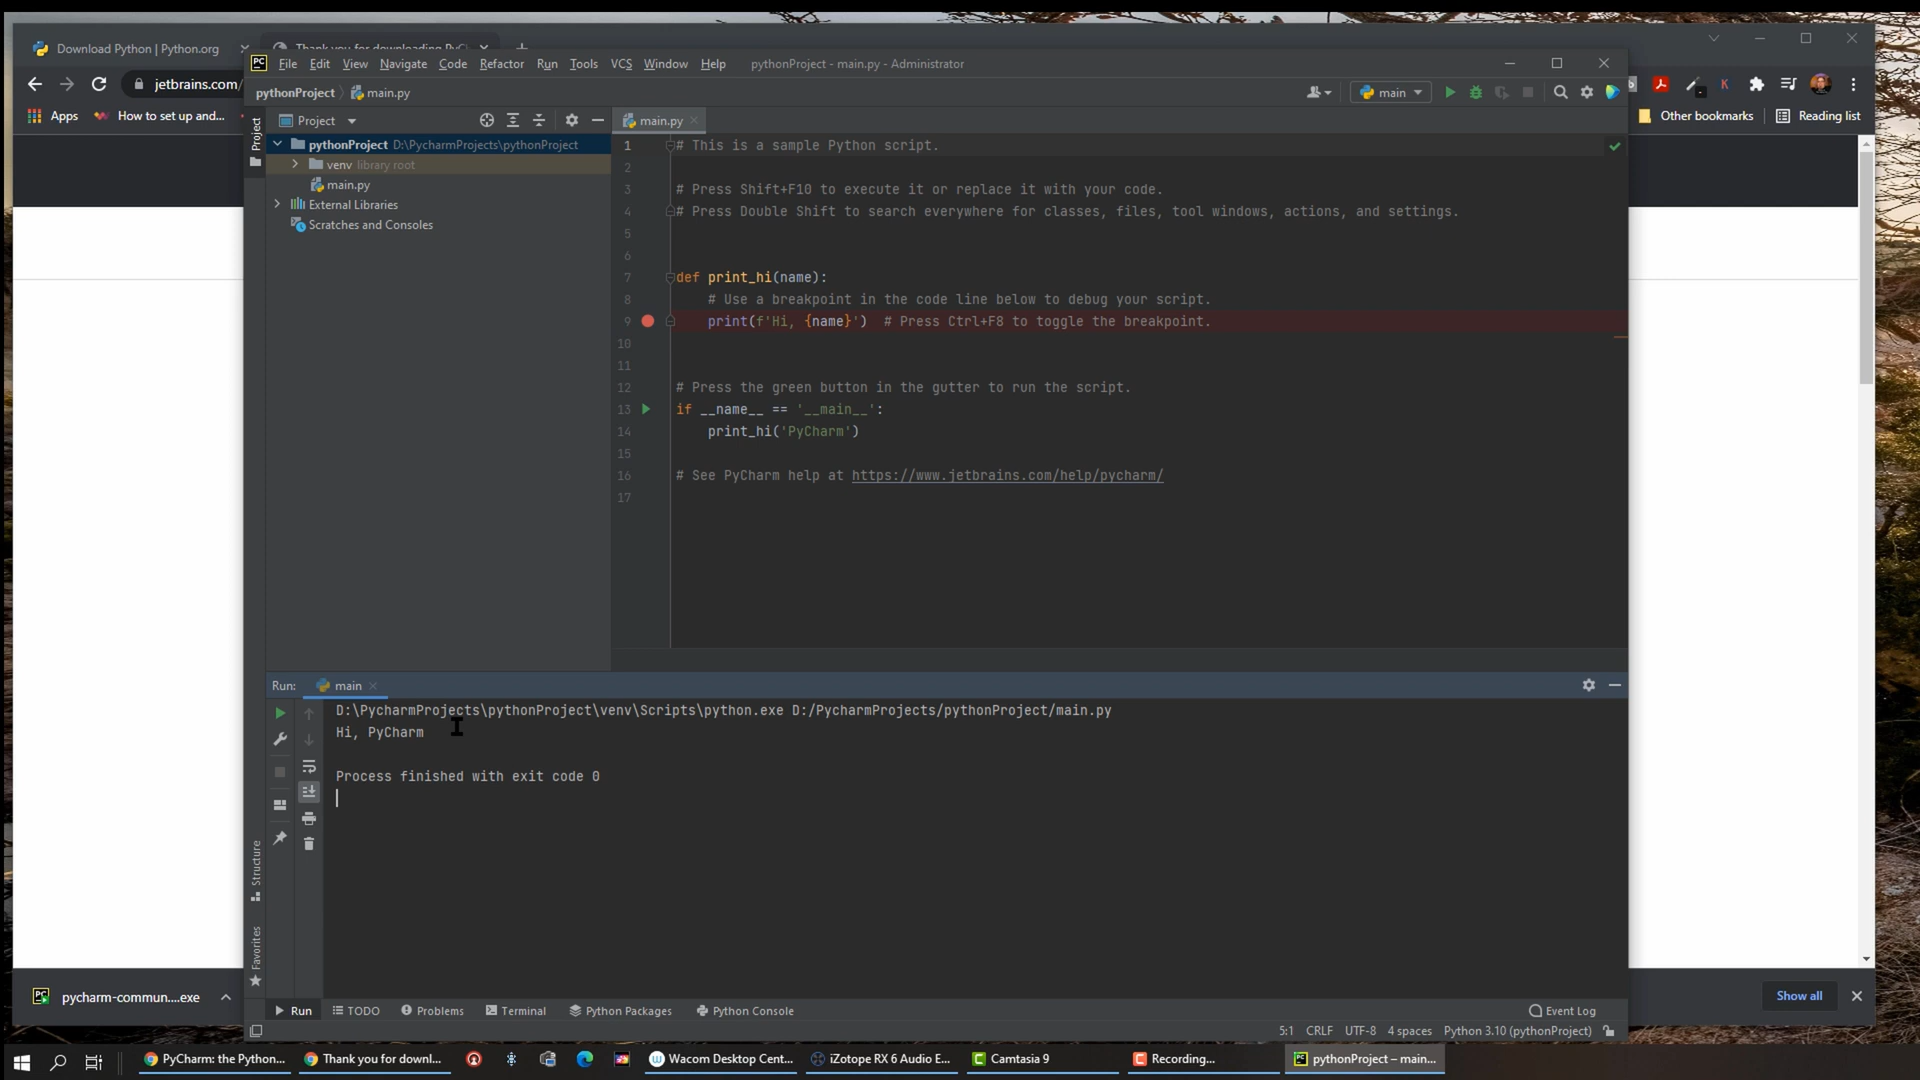 Download Python | Python.org
Thank you for downloading PyC
File Edit View Navigate Code Refactor Run Tools VCS Window Help pythonProject - main.py - Administrator
jetbrains.com/
pythonProject main.py
main
Apps How to set up and...
Other bookmarks Reading list
Project
Project
main.py
pythonProject D:\PycharmProjects\pythonProject
venv library root
main.py
External Libraries
Scratches and Consoles
1 # This is a sample Python script.
2
3 # Press Shift+F10 to execute it or replace it with your code.
4 # Press Double Shift to search everywhere for classes, files, tool windows, actions, and settings.
5
6
7 def print_hi(name):
8 # Use a breakpoint in the code line below to debug your script.
9 print(f'Hi, {name}') # Press Ctrl+F8 to toggle the breakpoint.
10
11
12 # Press the green button in the gutter to run the script.
13 if __name__ == '__main__':
14 print_hi('PyCharm')
15
16 # See PyCharm help at https://www.jetbrains.com/help/pycharm/
17
Run: main
D:\PycharmProjects\pythonProject\venv\Scripts\python.exe D:/PycharmProjects/pythonProject/main.py
Hi, PyCharm
Process finished with exit code 0
Structure
Favorites
pycharm-commun....exe
Show all
Run TODO Problems Terminal Python Packages Python Console Event Log
5:1 CRLF UTF-8 4 spaces Python 3.10 (pythonProject)
PyCharm: the Python... Thank you for downl... Wacom Desktop Cent... iZotope RX 6 Audio E... Camtasia 9 Recording... pythonProject – main...